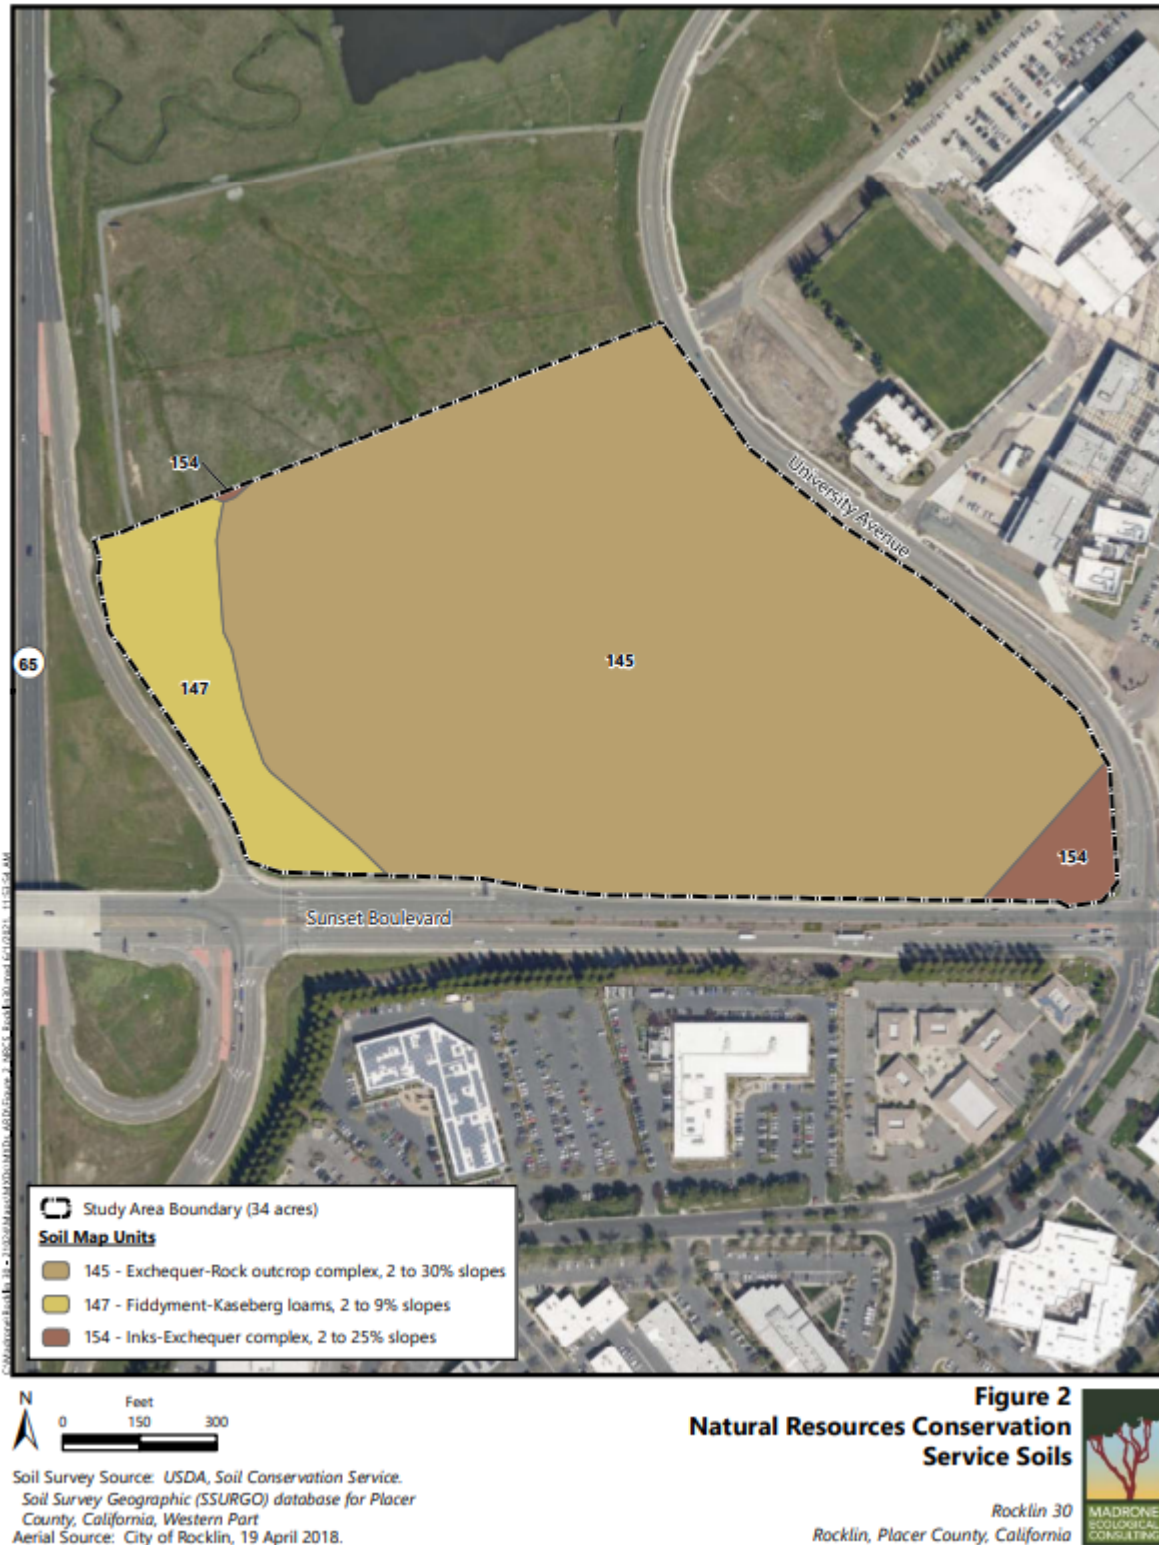 154
University Avenue
145
65
147
154
Sunset Boulevard
Study Area Boundary (34 acres)
Soil Map Units
145 - Exchequer-Rock outcrop complex, 2 to 30% slopes
147 - Fiddyment-Kaseberg loams, 2 to 9% slopes
154 - Inks-Exchequer complex, 2 to 25% slopes
N
Feet
0 150 300
Soil Survey Source: USDA, Soil Conservation Service.
Soil Survey Geographic (SSURGO) database for Placer
County, California, Western Part
Aerial Source: City of Rocklin, 19 April 2018.
Figure 2
Natural Resources Conservation
Service Soils
Rocklin 30
Rocklin, Placer County, California
MADRONE
ECOLOGICAL
CONSULTING